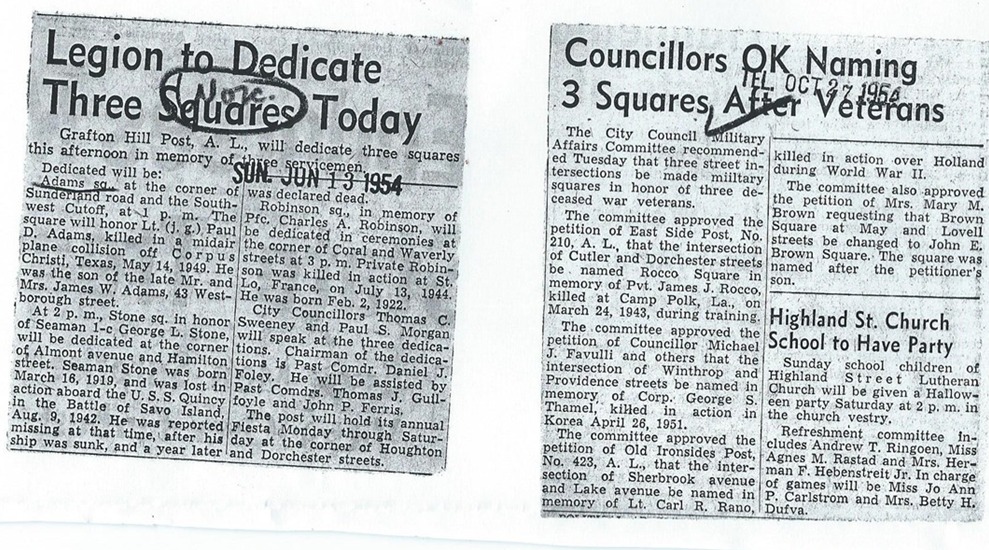 Legion to Dedicate
Three Squares Today
None.
Grafton Hill Post, A. L., will dedicate three squares
this afternoon in memory of three servicemen.
SUN. JUN 13 1954
Dedicated will be:
Adams sq., at the corner of
Sunderland road and the South-
west Cutoff, at 1 p. m. The
square will honor Lt. (j. g.) Paul
D. Adams, killed in a midair
plane collision off Corpus
Christi, Texas, May 14, 1949. He
was the son of the late Mr. and
Mrs. James W. Adams, 43 West-
borough street.
At 2 p. m., Stone sq. in honor
of Seaman 1-c George L. Stone,
will be dedicated at the corner
of Almont avenue and Hamilton
street. Seaman Stone was born
March 16, 1919, and was lost in
action aboard the U. S. S. Quincy
in the Battle of Savo Island,
Aug. 9, 1942. He was reported
missing at that time, after his
ship was sunk, and a year later
was declared dead.
Robinson sq., in memory of
Pfc. Charles A. Robinson, will
be dedicated in ceremonies at
the corner of Coral and Waverly
streets at 3 p. m. Private Robin-
son was killed in action at St.
Lo, France, on July 13, 1944.
He was born Feb. 2, 1922.
City Councillors Thomas C.
Sweeney and Paul S. Morgan
will speak at the three dedica-
tions. Chairman of the dedica-
tions is Past Comdr. Daniel J.
Foley. He will be assisted by
Past Comdrs. Thomas J. Guil-
foyle and John P. Ferris.
The post will hold its annual
Fiesta Monday through Satur-
day at the corner of Houghton
and Dorchester streets.
Councillors OK Naming
3 Squares After Veterans
TEL OCT 27 1954
The City Council Military
Affairs Committee recommend-
ed Tuesday that three street in-
tersections be made military
squares in honor of three de-
ceased war veterans.
The committee approved the
petition of East Side Post, No.
210, A. L., that the intersection
of Cutler and Dorchester streets
be named Rocco Square in
memory of Pvt. James J. Rocco,
killed at Camp Polk, La., on
March 24, 1943, during training.
The committee approved the
petition of Councillor Michael
J. Favulli and others that the
intersection of Winthrop and
Providence streets be named in
memory of Corp. George S.
Thamel, killed in action in
Korea April 26, 1951.
The committee approved the
petition of Old Ironsides Post,
No. 423, A. L., that the inter-
section of Sherbrook avenue
and Lake avenue be named in
memory of Lt. Carl R. Rano,
killed in action over Holland
during World War II.
The committee also approved
the petition of Mrs. Mary M.
Brown requesting that Brown
Square at May and Lovell
streets be changed to John E.
Brown Square. The square was
named after the petitioner's
son.
Highland St. Church
School to Have Party
Sunday school children of
Highland Street Lutheran
Church will be given a Hallow-
een party Saturday at 2 p. m. in
the church vestry.
Refreshment committee in-
cludes Andrew T. Ringoen, Miss
Agnes M. Rastad and Mrs. Her-
man F. Hebenstreit Jr. In charge
of games will be Miss Jo Ann
P. Carlstrom and Mrs. Betty H.
Dufva.